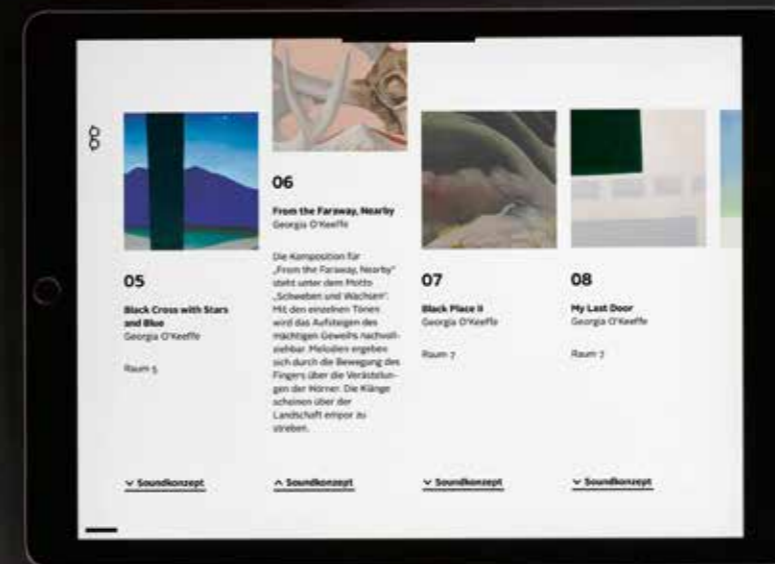 05
Black Cross with Stars
and Blue
Georgia O'Keeffe
Raum 5
Soundkonzept
06
From the Faraway, Nearby
Georgia O'Keeffe
Die Komposition für
„From the Faraway, Nearby“
steht unter dem Motto
„Schweben und Wachsen“.
Mit den einzelnen Tönen
wird das Aufsteigen des
mächtigen Geweihs nachvoll-
ziehbar. Melodien ergeben
sich durch die Bewegung des
Fingers über die Verästelun-
gen der Hörner. Die Klänge
scheinen über der
Landschaft empor zu
streben.
Soundkonzept
07
Black Place II
Georgia O'Keeffe
Raum 7
Soundkonzept
08
My Last Door
Georgia O'Keeffe
Raum 7
Soundkonzept